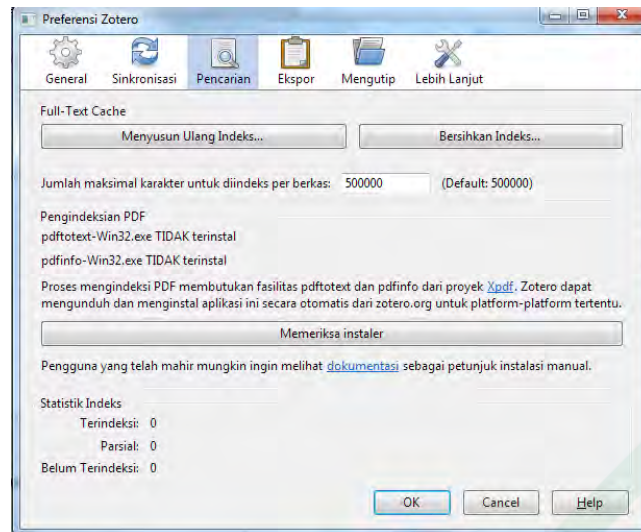 Preferensi Zotero
General Sinkronisasi Pencarian Ekspor Mengutip Lebih Lanjut
Full-Text Cache
Menyusun Ulang Indeks... Bersihkan Indeks...
Jumlah maksimal karakter untuk diindeks per berkas: 500000 (Default: 500000)
Pengindeksian PDF
pdftotext-Win32.exe TIDAK terinstal
pdfinfo-Win32.exe TIDAK terinstal
Proses mengindeksi PDF membutukan fasilitas pdftotext dan pdfinfo dari proyek Xpdf. Zotero dapat
mengunduh dan menginstal aplikasi ini secara otomatis dari zotero.org untuk platform-platform tertentu.
Memeriksa instaler
Pengguna yang telah mahir mungkin ingin melihat dokumentasi sebagai petunjuk instalasi manual.
Statistik Indeks
Terindeksi: 0
Parsial: 0
Belum Terindeksi: 0
OK Cancel Help